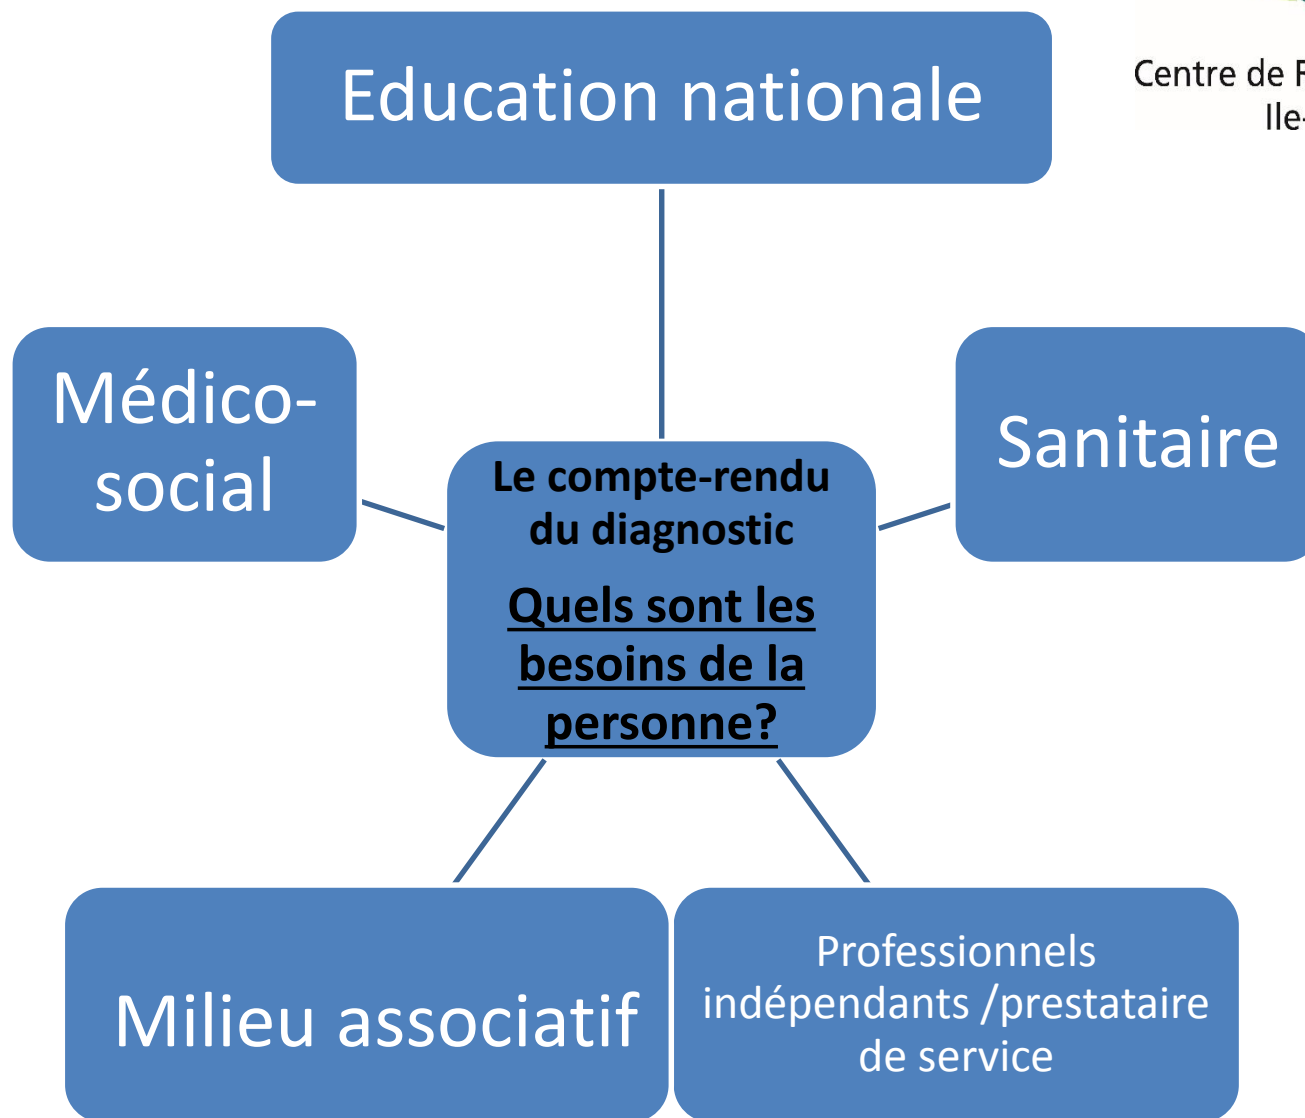 Education nationale
Centre de
Ile-
Médico-
social
Sanitaire
Le compte-rendu
du diagnostic
Quels sont les
besoins de la
personne?
Milieu associatif
Professionnels
indépendants /prestataire
de service